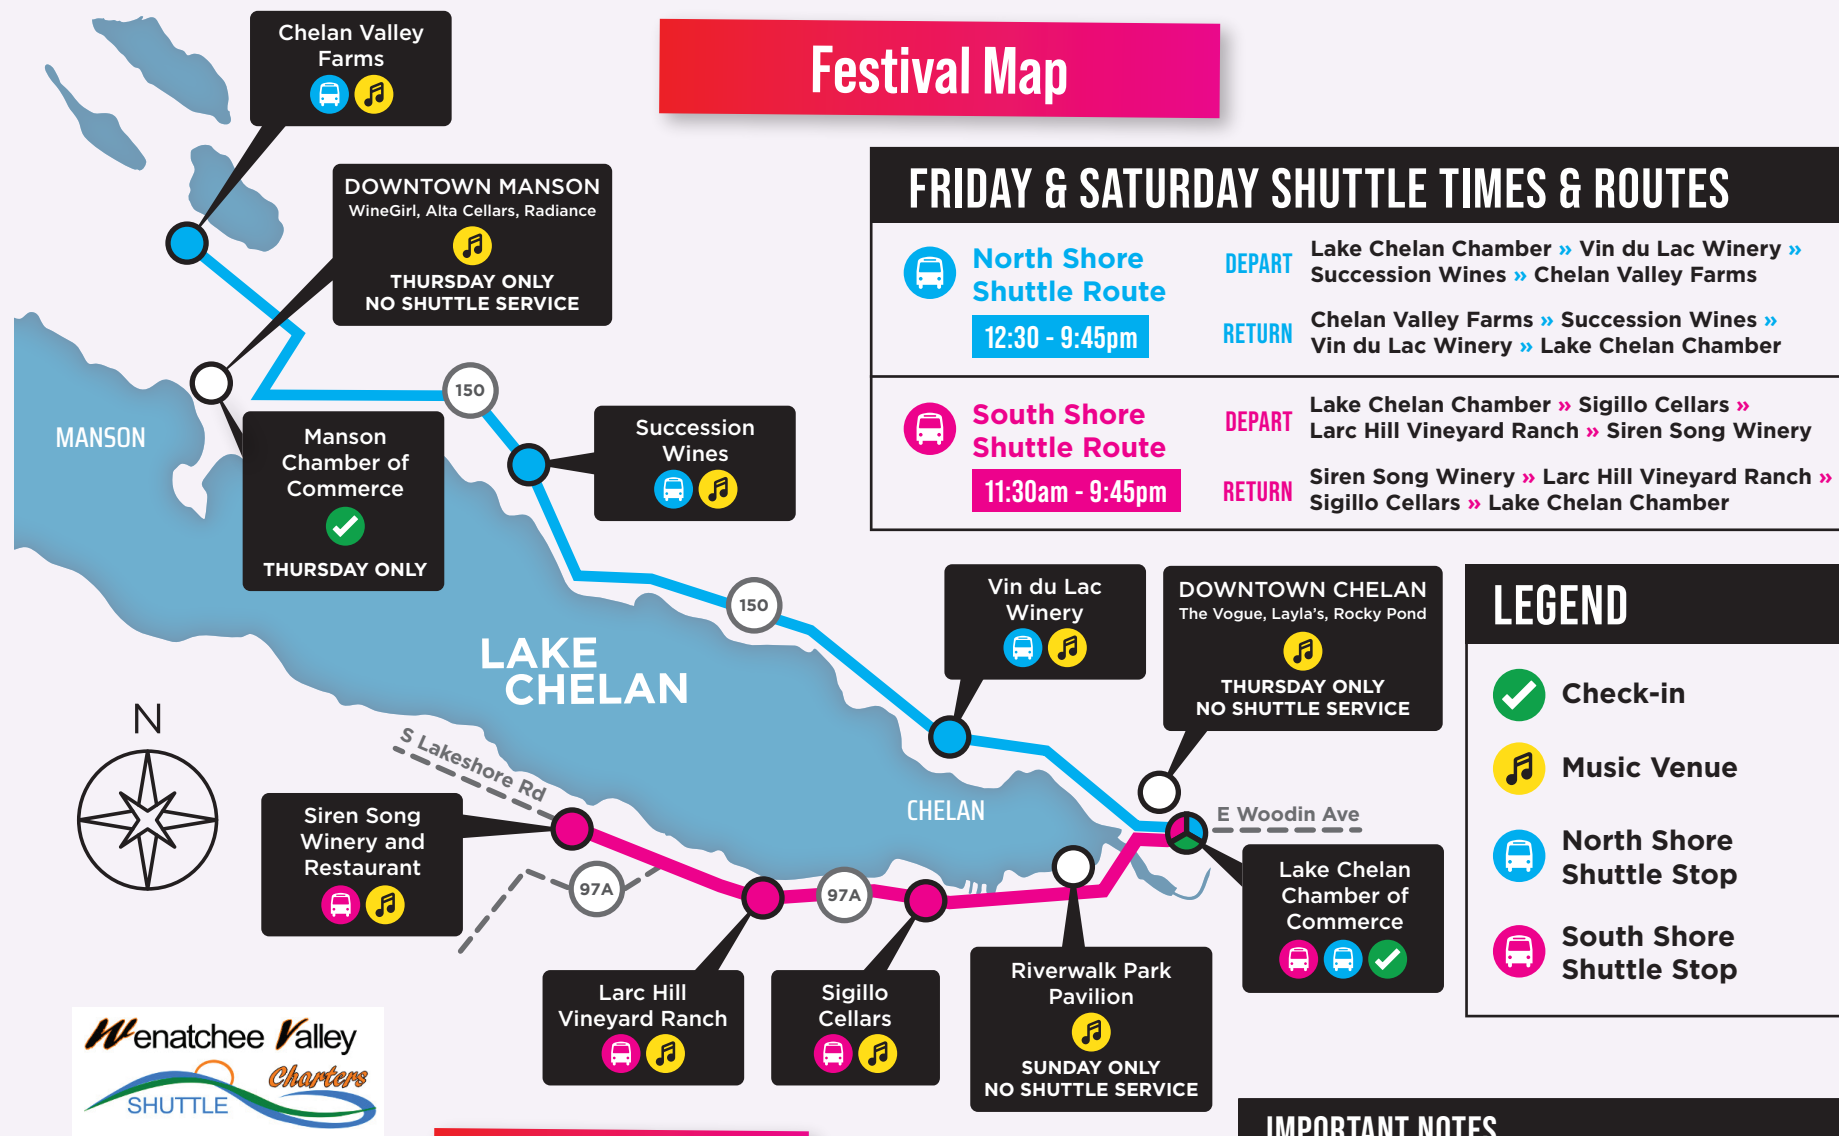 Festival Map
Chelan Valley
Farms
DOWNTOWN MANSON
WineGirl, Alta Cellars, Radiance
THURSDAY ONLY
NO SHUTTLE SERVICE
FRIDAY & SATURDAY SHUTTLE TIMES & ROUTES
North Shore
Shuttle Route
12:30 - 9:45pm
DEPART
Lake Chelan Chamber » Vin du Lac Winery »
Succession Wines » Chelan Valley Farms
RETURN
Chelan Valley Farms » Succession Wines »
Vin du Lac Winery » Lake Chelan Chamber
South Shore
Shuttle Route
11:30am - 9:45pm
DEPART
Lake Chelan Chamber » Sigillo Cellars »
Larc Hill Vineyard Ranch » Siren Song Winery
RETURN
Siren Song Winery » Larc Hill Vineyard Ranch »
Sigillo Cellars » Lake Chelan Chamber
150
MANSON
Manson
Chamber of
Commerce
THURSDAY ONLY
Succession
Wines
150
Vin du Lac
Winery
DOWNTOWN CHELAN
The Vogue, Layla's, Rocky Pond
THURSDAY ONLY
NO SHUTTLE SERVICE
LEGEND
Check-in
Music Venue
North Shore
Shuttle Stop
South Shore
Shuttle Stop
LAKE
CHELAN
N
S Lakeshore Rd
CHELAN
E Woodin Ave
Siren Song
Winery and
Restaurant
97A
97A
Lake Chelan
Chamber of
Commerce
Larc Hill
Vineyard Ranch
Sigillo
Cellars
Riverwalk Park
Pavilion
SUNDAY ONLY
NO SHUTTLE SERVICE
Wenatchee Valley
Charters
SHUTTLE
IMPORTANT NOTES